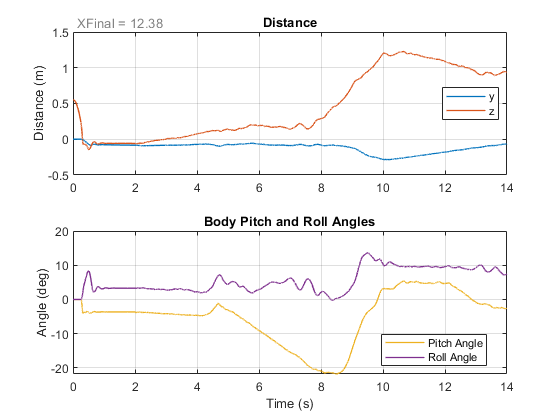 XFinal = 12.38
Distance
1.5
1
0.5
0
-0.5
Distance (m)
y
z
0 2 4 6 8 10 12 14
Body Pitch and Roll Angles
20
10
0
-10
-20
Angle (deg)
Pitch Angle
Roll Angle
0 2 4 6 8 10 12 14
Time (s)